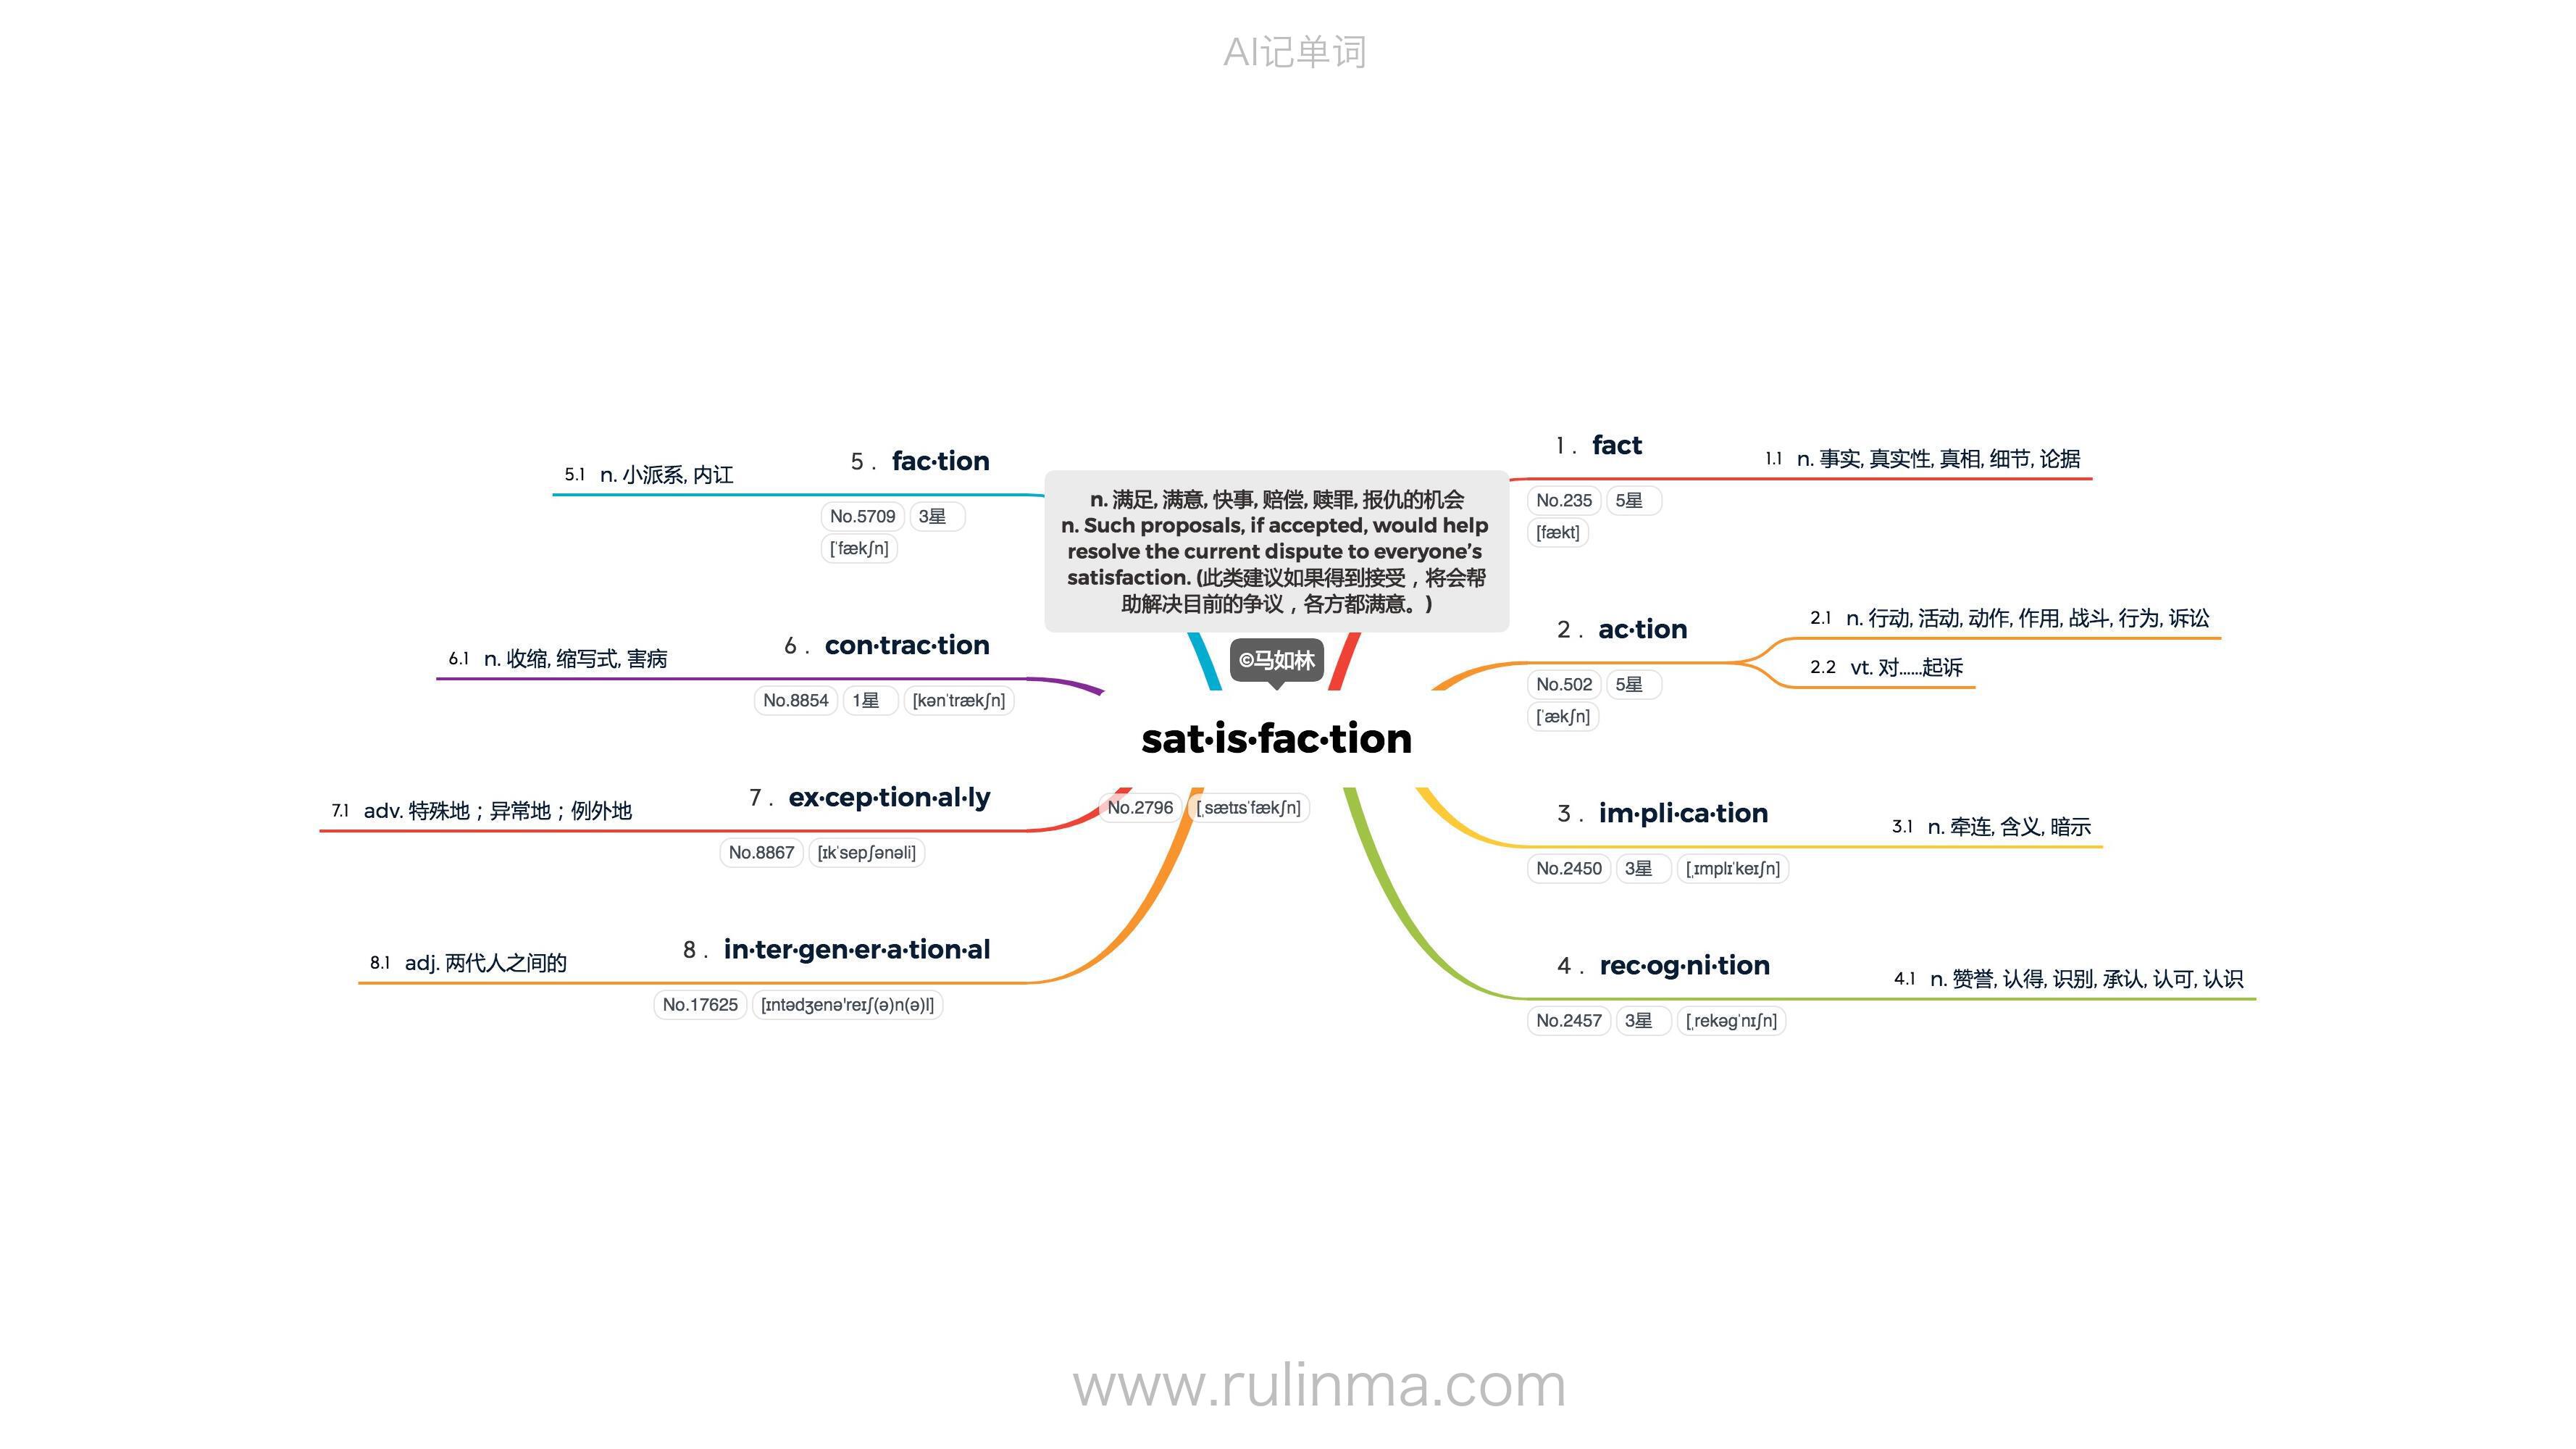 AI记单词
n. 满足, 满意, 快事, 赔偿, 赎罪, 报仇的机会
n. Such proposals, if accepted, would help
resolve the current dispute to everyone’s
satisfaction. (此类建议如果得到接受，将会帮
助解决目前的争议，各方都满意。)
©马如林
sat·is·fac·tion
No.2796 [ˌsætɪsˈfækʃn]
1 . fact
1.1 n. 事实, 真实性, 真相, 细节, 论据
No.235 5星
[fækt]
2 . ac·tion
2.1 n. 行动, 活动, 动作, 作用, 战斗, 行为, 诉讼
2.2 vt. 对……起诉
No.502 5星
[ˈækʃn]
3 . im·pli·ca·tion
3.1 n. 牵连, 含义, 暗示
No.2450 3星 [ˌɪmplɪˈkeɪʃn]
4 . rec·og·ni·tion
4.1 n. 赞誉, 认得, 识别, 承认, 认可, 认识
No.2457 3星 [ˌrekəɡˈnɪʃn]
5 . fac·tion
5.1 n. 小派系, 内讧
No.5709 3星
[ˈfækʃn]
6 . con·trac·tion
6.1 n. 收缩, 缩写式, 害病
No.8854 1星 [kənˈtrækʃn]
7 . ex·cep·tion·al·ly
7.1 adv. 特殊地；异常地；例外地
No.8867 [ɪkˈsepʃənəli]
8 . in·ter·gen·er·a·tion·al
8.1 adj. 两代人之间的
No.17625 [ɪntədʒenə'reɪʃ(ə)n(ə)l]
www.rulinma.com